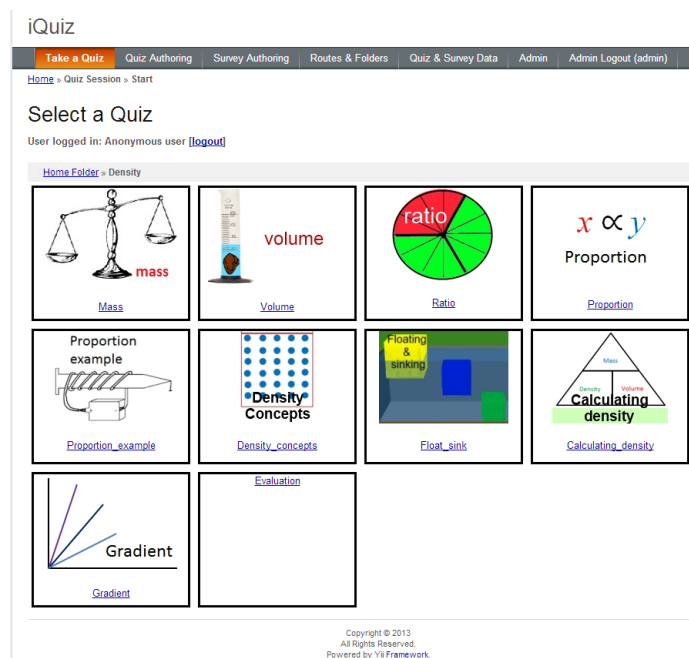 iQuiz
Take a Quiz Quiz Authoring Survey Authoring Routes & Folders Quiz & Survey Data Admin Admin Logout (admin)
Home » Quiz Session » Start
Select a Quiz
User logged in: Anonymous user [logout]
Home Folder » Density
mass
Mass
volume
Volume
ratio
Ratio
x ∝ y
Proportion
Proportion
Proportion
example
Proportion_example
Density
Concepts
Density_concepts
Floating
&
sinking
Float_sink
Mass
Density Volume
Calculating
density
Calculating_density
Gradient
Gradient
Evaluation
Copyright © 2013
All Rights Reserved.
Powered by Yii Framework.